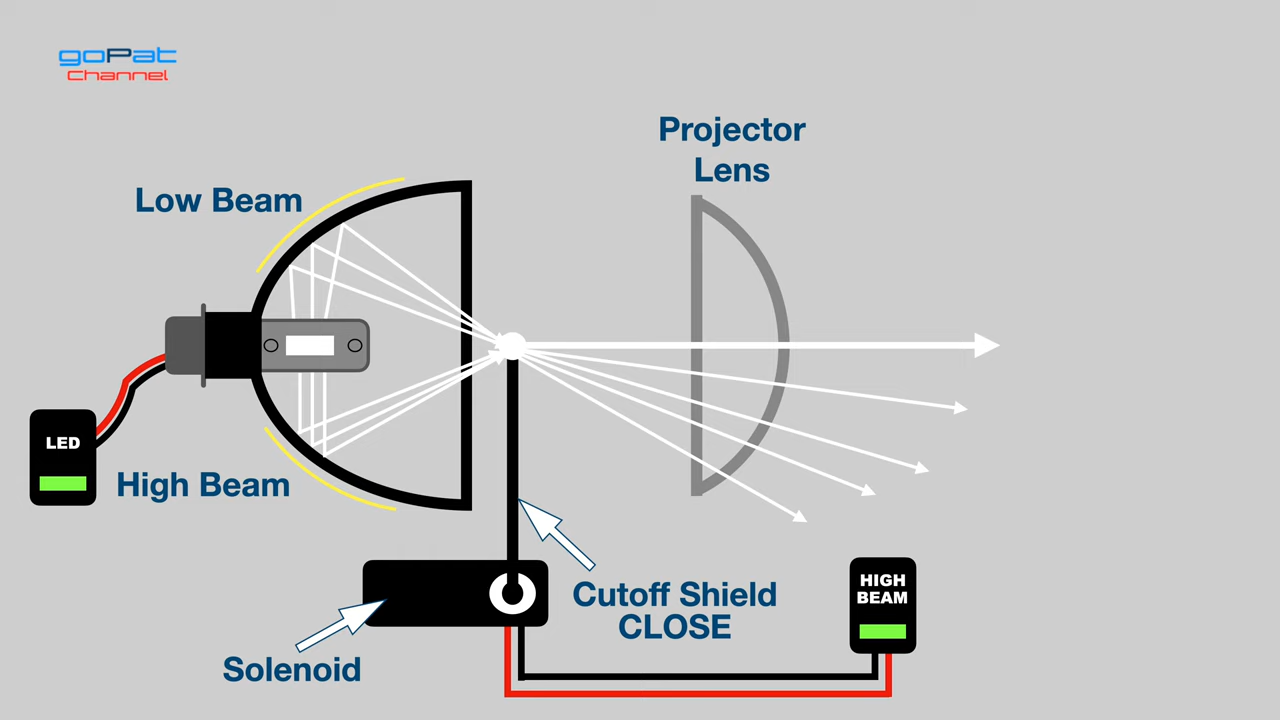 goPat
Channel
Projector
Lens
Low Beam
LED
High Beam
Cutoff Shield
CLOSE
HIGH
BEAM
Solenoid